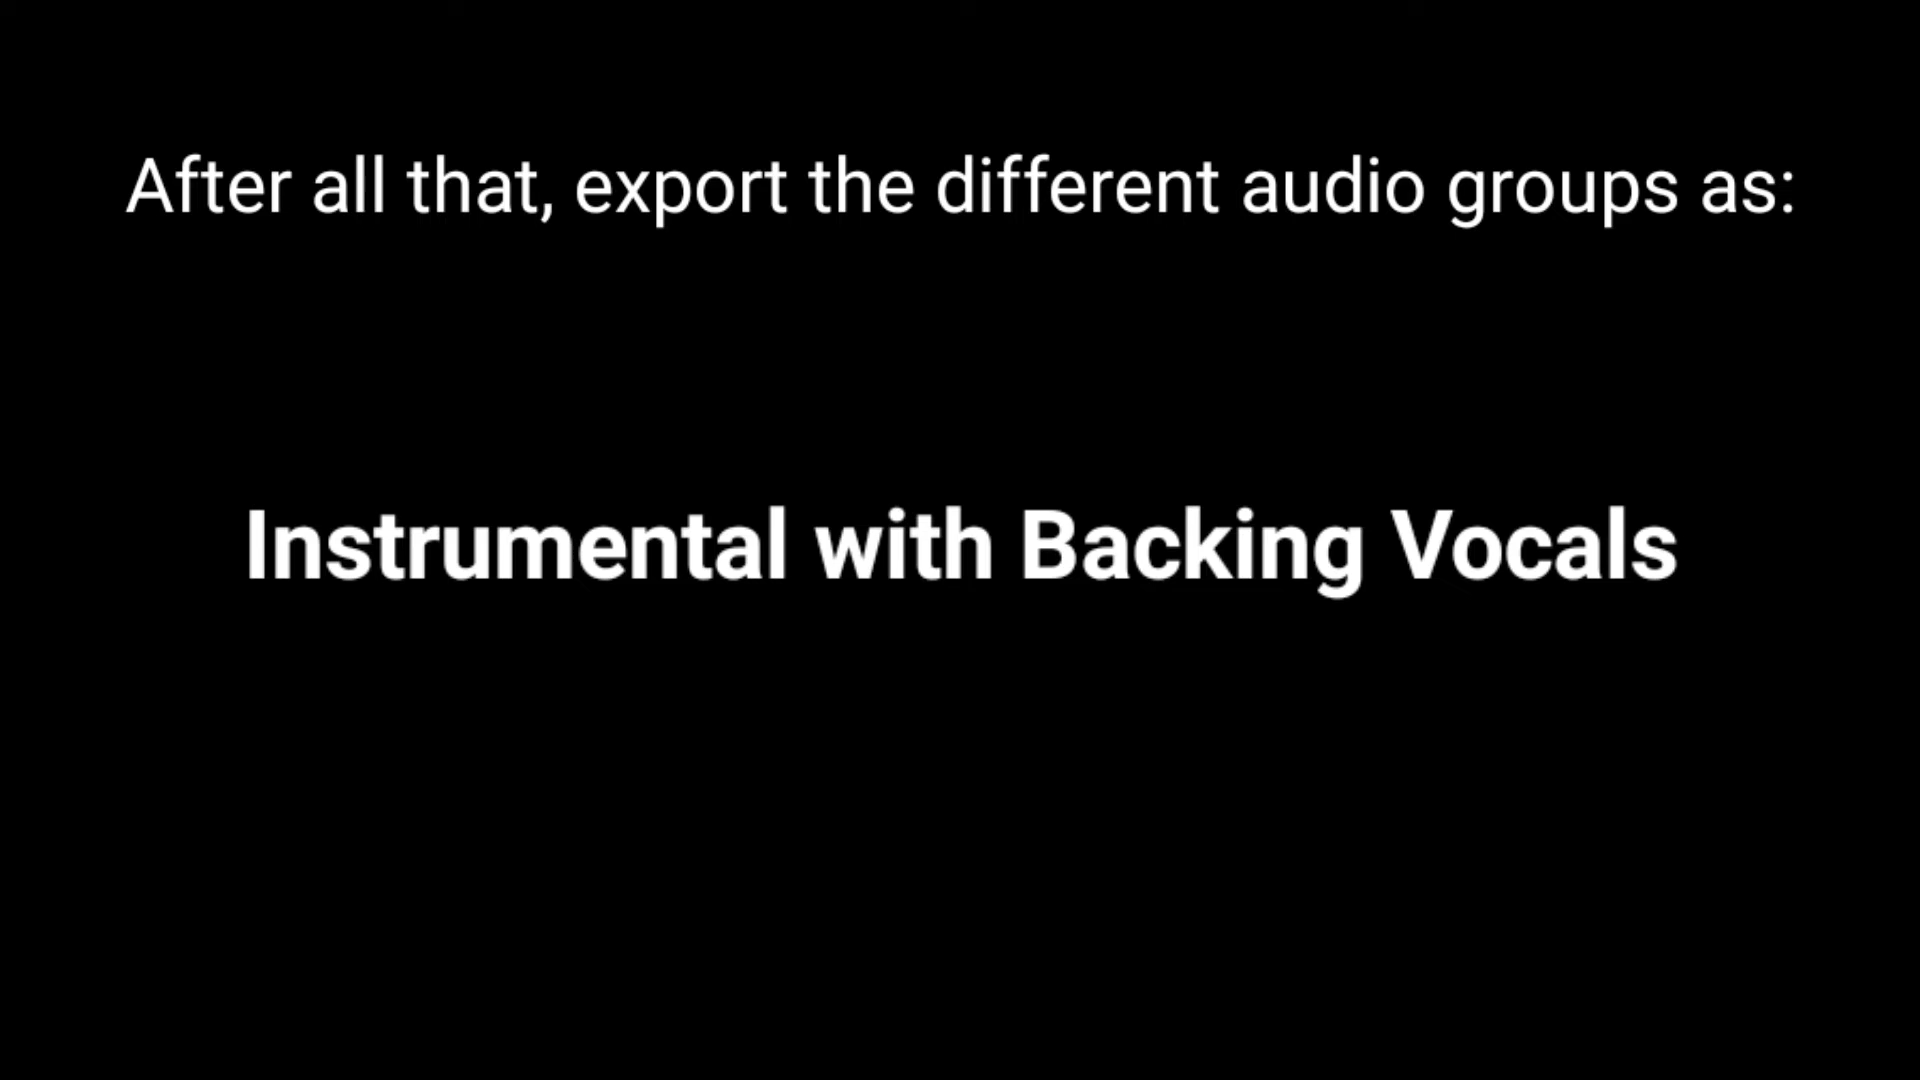 After all that, export the different audio groups as:
Instrumental with Backing Vocals